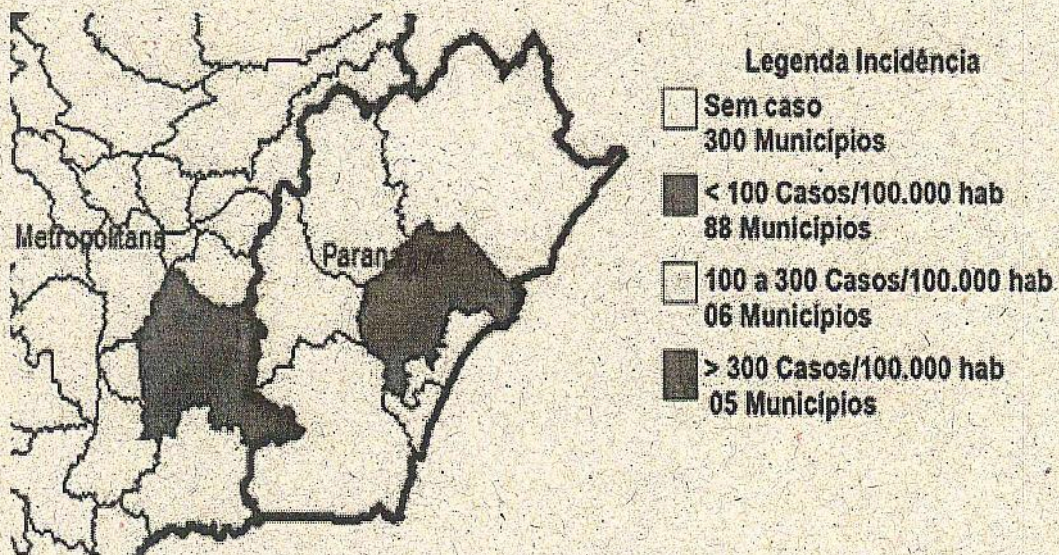 Legenda Incidência
Sem caso
300 Municípios
< 100 Casos/100.000 hab
88 Municípios
Metropolitana
Paranagua
100 a 300 Casos/100.000 hab
06 Municípios
> 300 Casos/100.000 hab
05 Municípios